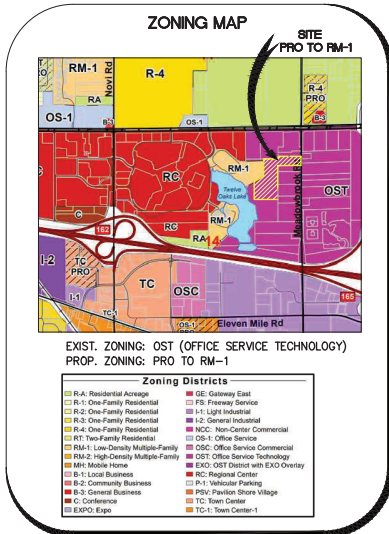 ZONING MAP
SITE
PRO TO RM-1
RM-1
Novi Rd
R-4
RA
OS-1
B-3
OS-1
R-4
PRO
B-3
RC
RM-1
Twelve
Oaks Lake
Meadowbrook R
OST
C
RC
RM-1
RA
14
162
I-2
TC
PRO
I-1
TC
OSC
TC-1
OS-1
PRO
Eleven Mile Rd
165
EXIST. ZONING: OST (OFFICE SERVICE TECHNOLOGY)
PROP. ZONING: PRO TO RM-1
Zoning Districts
R-A: Residential Acreage
R-1: One-Family Residential
R-2: One-Family Residential
R-3: One-Family Residential
R-4: One-Family Residential
RT: Two-Family Residential
RM-1: Low-Density Multiple-Family
RM-2: High-Density Multiple-Family
MH: Mobile Home
B-1: Local Business
B-2: Community Business
B-3: General Business
C: Conference
EXPO: Expo
GE: Gateway East
FS: Freeway Service
I-1: Light Industrial
I-2: General Industrial
NCC: Non-Center Commercial
OS-1: Office Service
OSC: Office Service Commercial
OST: Office Service Technology
EXO: OST District with EXO Overlay
RC: Regional Center
P-1: Vehicular Parking
PSV: Pavilion Shore Village
TC: Town Center
TC-1: Town Center-1